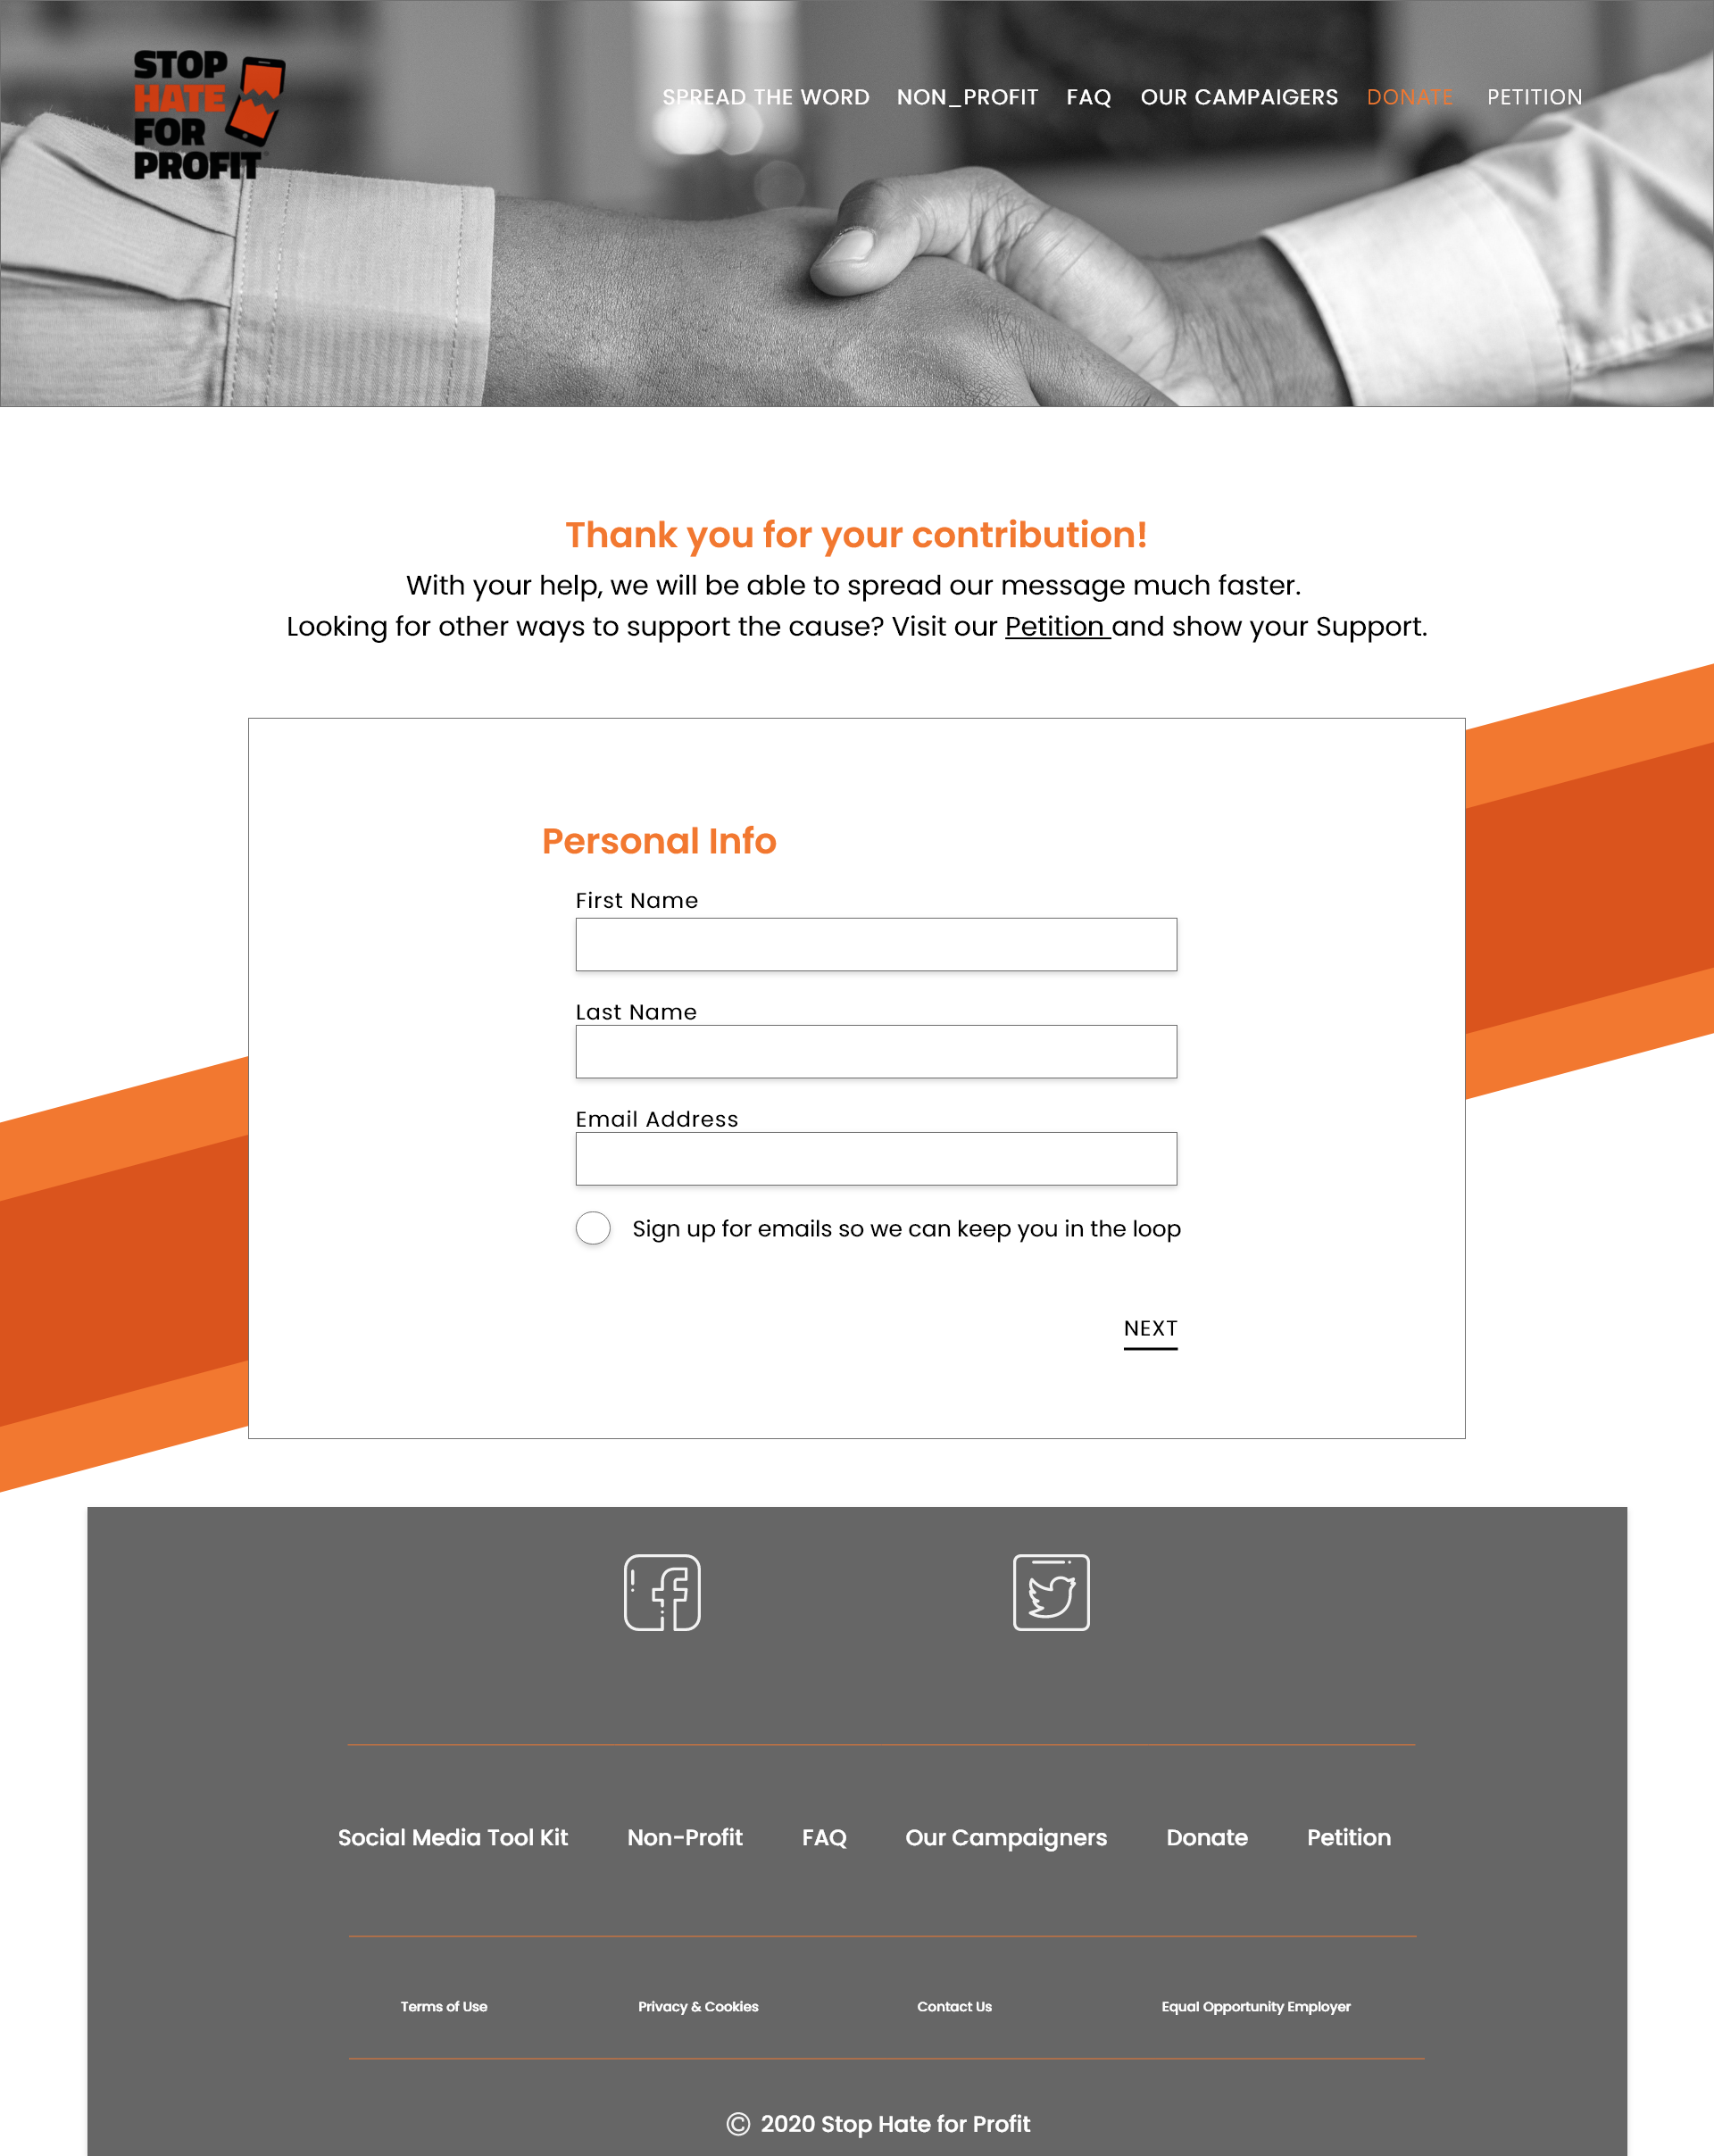 STOP
HATE
FOR
PROFIT
SPREAD THE WORD NON_PROFIT FAQ OUR CAMPAIGERS DONATE PETITION
Thank you for your contribution!
With your help, we will be able to spread our message much faster.
Looking for other ways to support the cause? Visit our Petition and show your Support.
Personal Info
First Name
Last Name
Email Address
Sign up for emails so we can keep you in the loop
NEXT
Social Media Tool Kit Non-Profit FAQ Our Campaigners Donate Petition
Terms of Use Privacy & Cookies Contact Us Equal Opportunity Employer
© 2020 Stop Hate for Profit